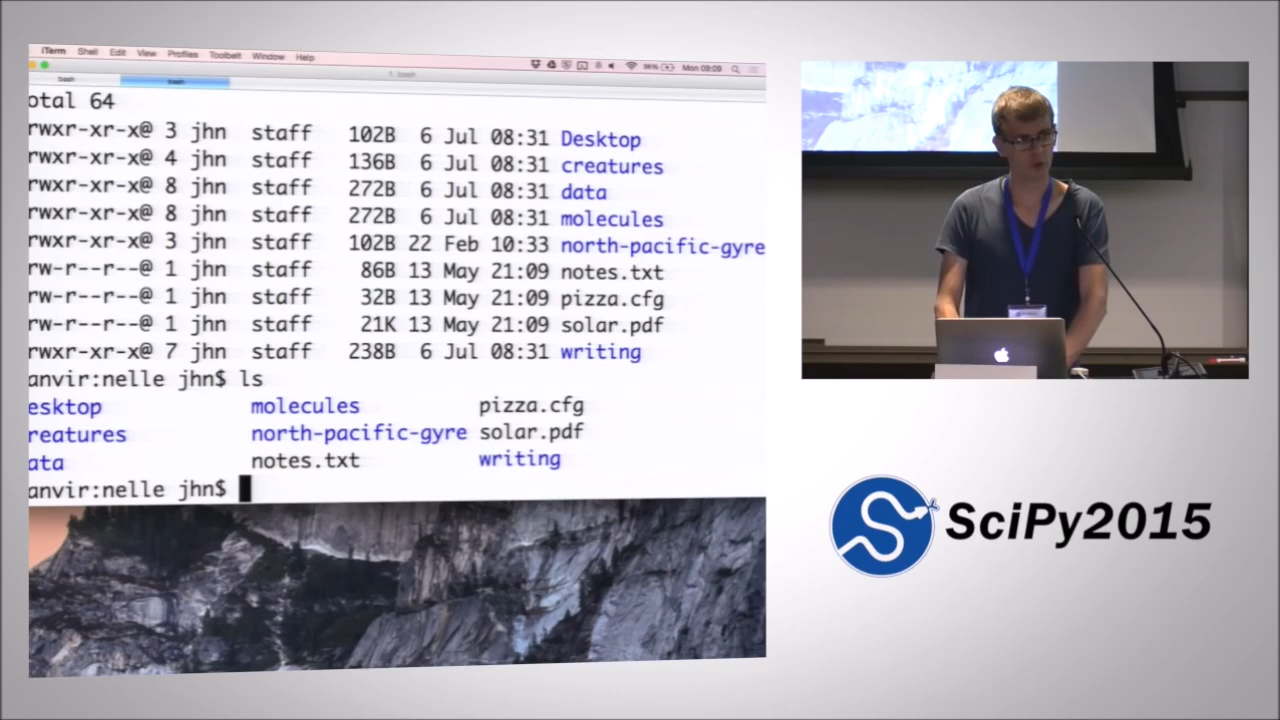 iTerm Shell Edit View Profiles Toolbelt Window Help 98% Mon 09:09
bash bash
1. bash
otal 64
rwxr-xr-x@ 3 jhn staff 102B 6 Jul 08:31 Desktop
rwxr-xr-x@ 4 jhn staff 136B 6 Jul 08:31 creatures
rwxr-xr-x@ 8 jhn staff 272B 6 Jul 08:31 data
rwxr-xr-x@ 8 jhn staff 272B 6 Jul 08:31 molecules
rwxr-xr-x@ 3 jhn staff 102B 22 Feb 10:33 north-pacific-gyre
rw-r--r--@ 1 jhn staff 86B 13 May 21:09 notes.txt
rw-r--r--@ 1 jhn staff 32B 13 May 21:09 pizza.cfg
rw-r--r--@ 1 jhn staff 21K 13 May 21:09 solar.pdf
rwxr-xr-x@ 7 jhn staff 238B 6 Jul 08:31 writing
anvir:nelle jhn$ ls
esktop molecules pizza.cfg
reatures north-pacific-gyre solar.pdf
ata notes.txt writing
anvir:nelle jhn$
SciPy2015